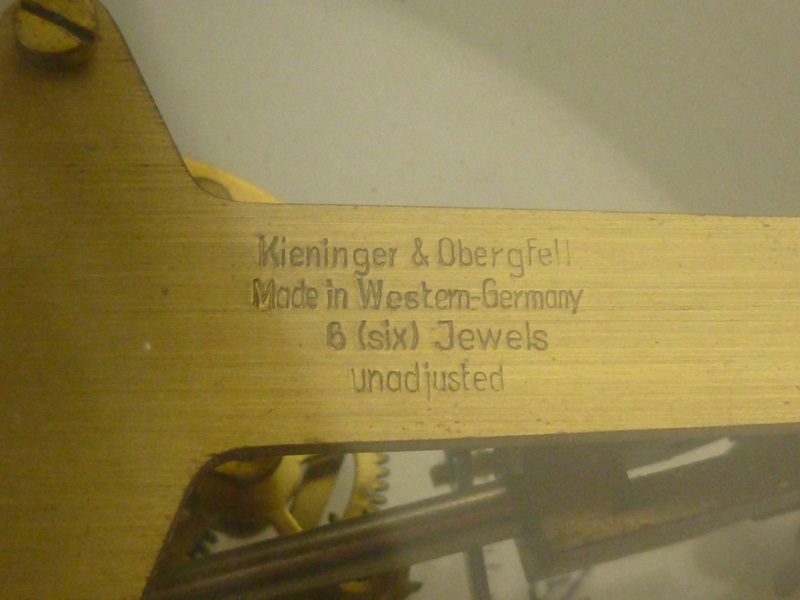 Kieninger & Obergfell
Made in Western-Germany
6 (six) Jewels
unadjusted